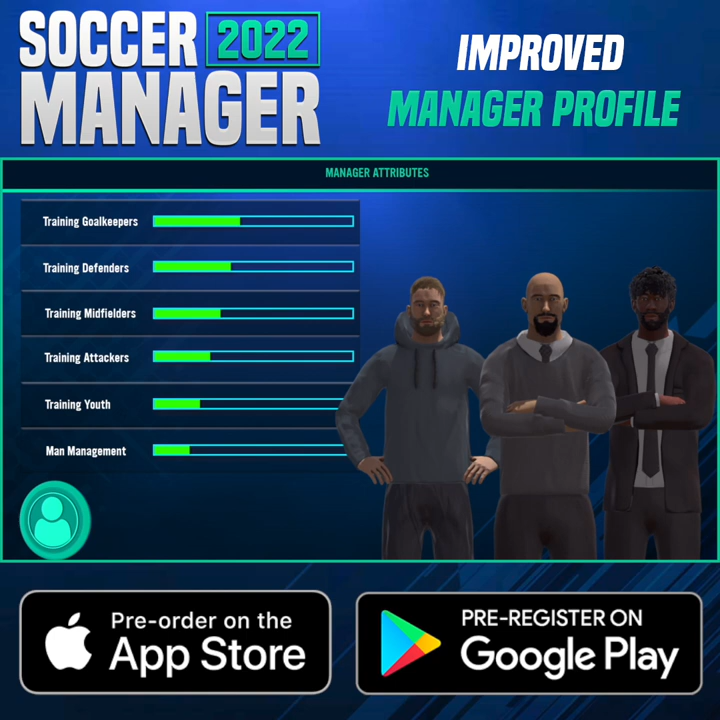 SOCCER 2022
MANAGER
IMPROVED
MANAGER PROFILE
MANAGER ATTRIBUTES
Training Goalkeepers
Training Defenders
Training Midfielders
Training Attackers
Training Youth
Man Management
Pre-order on the
App Store
PRE-REGISTER ON
Google Play